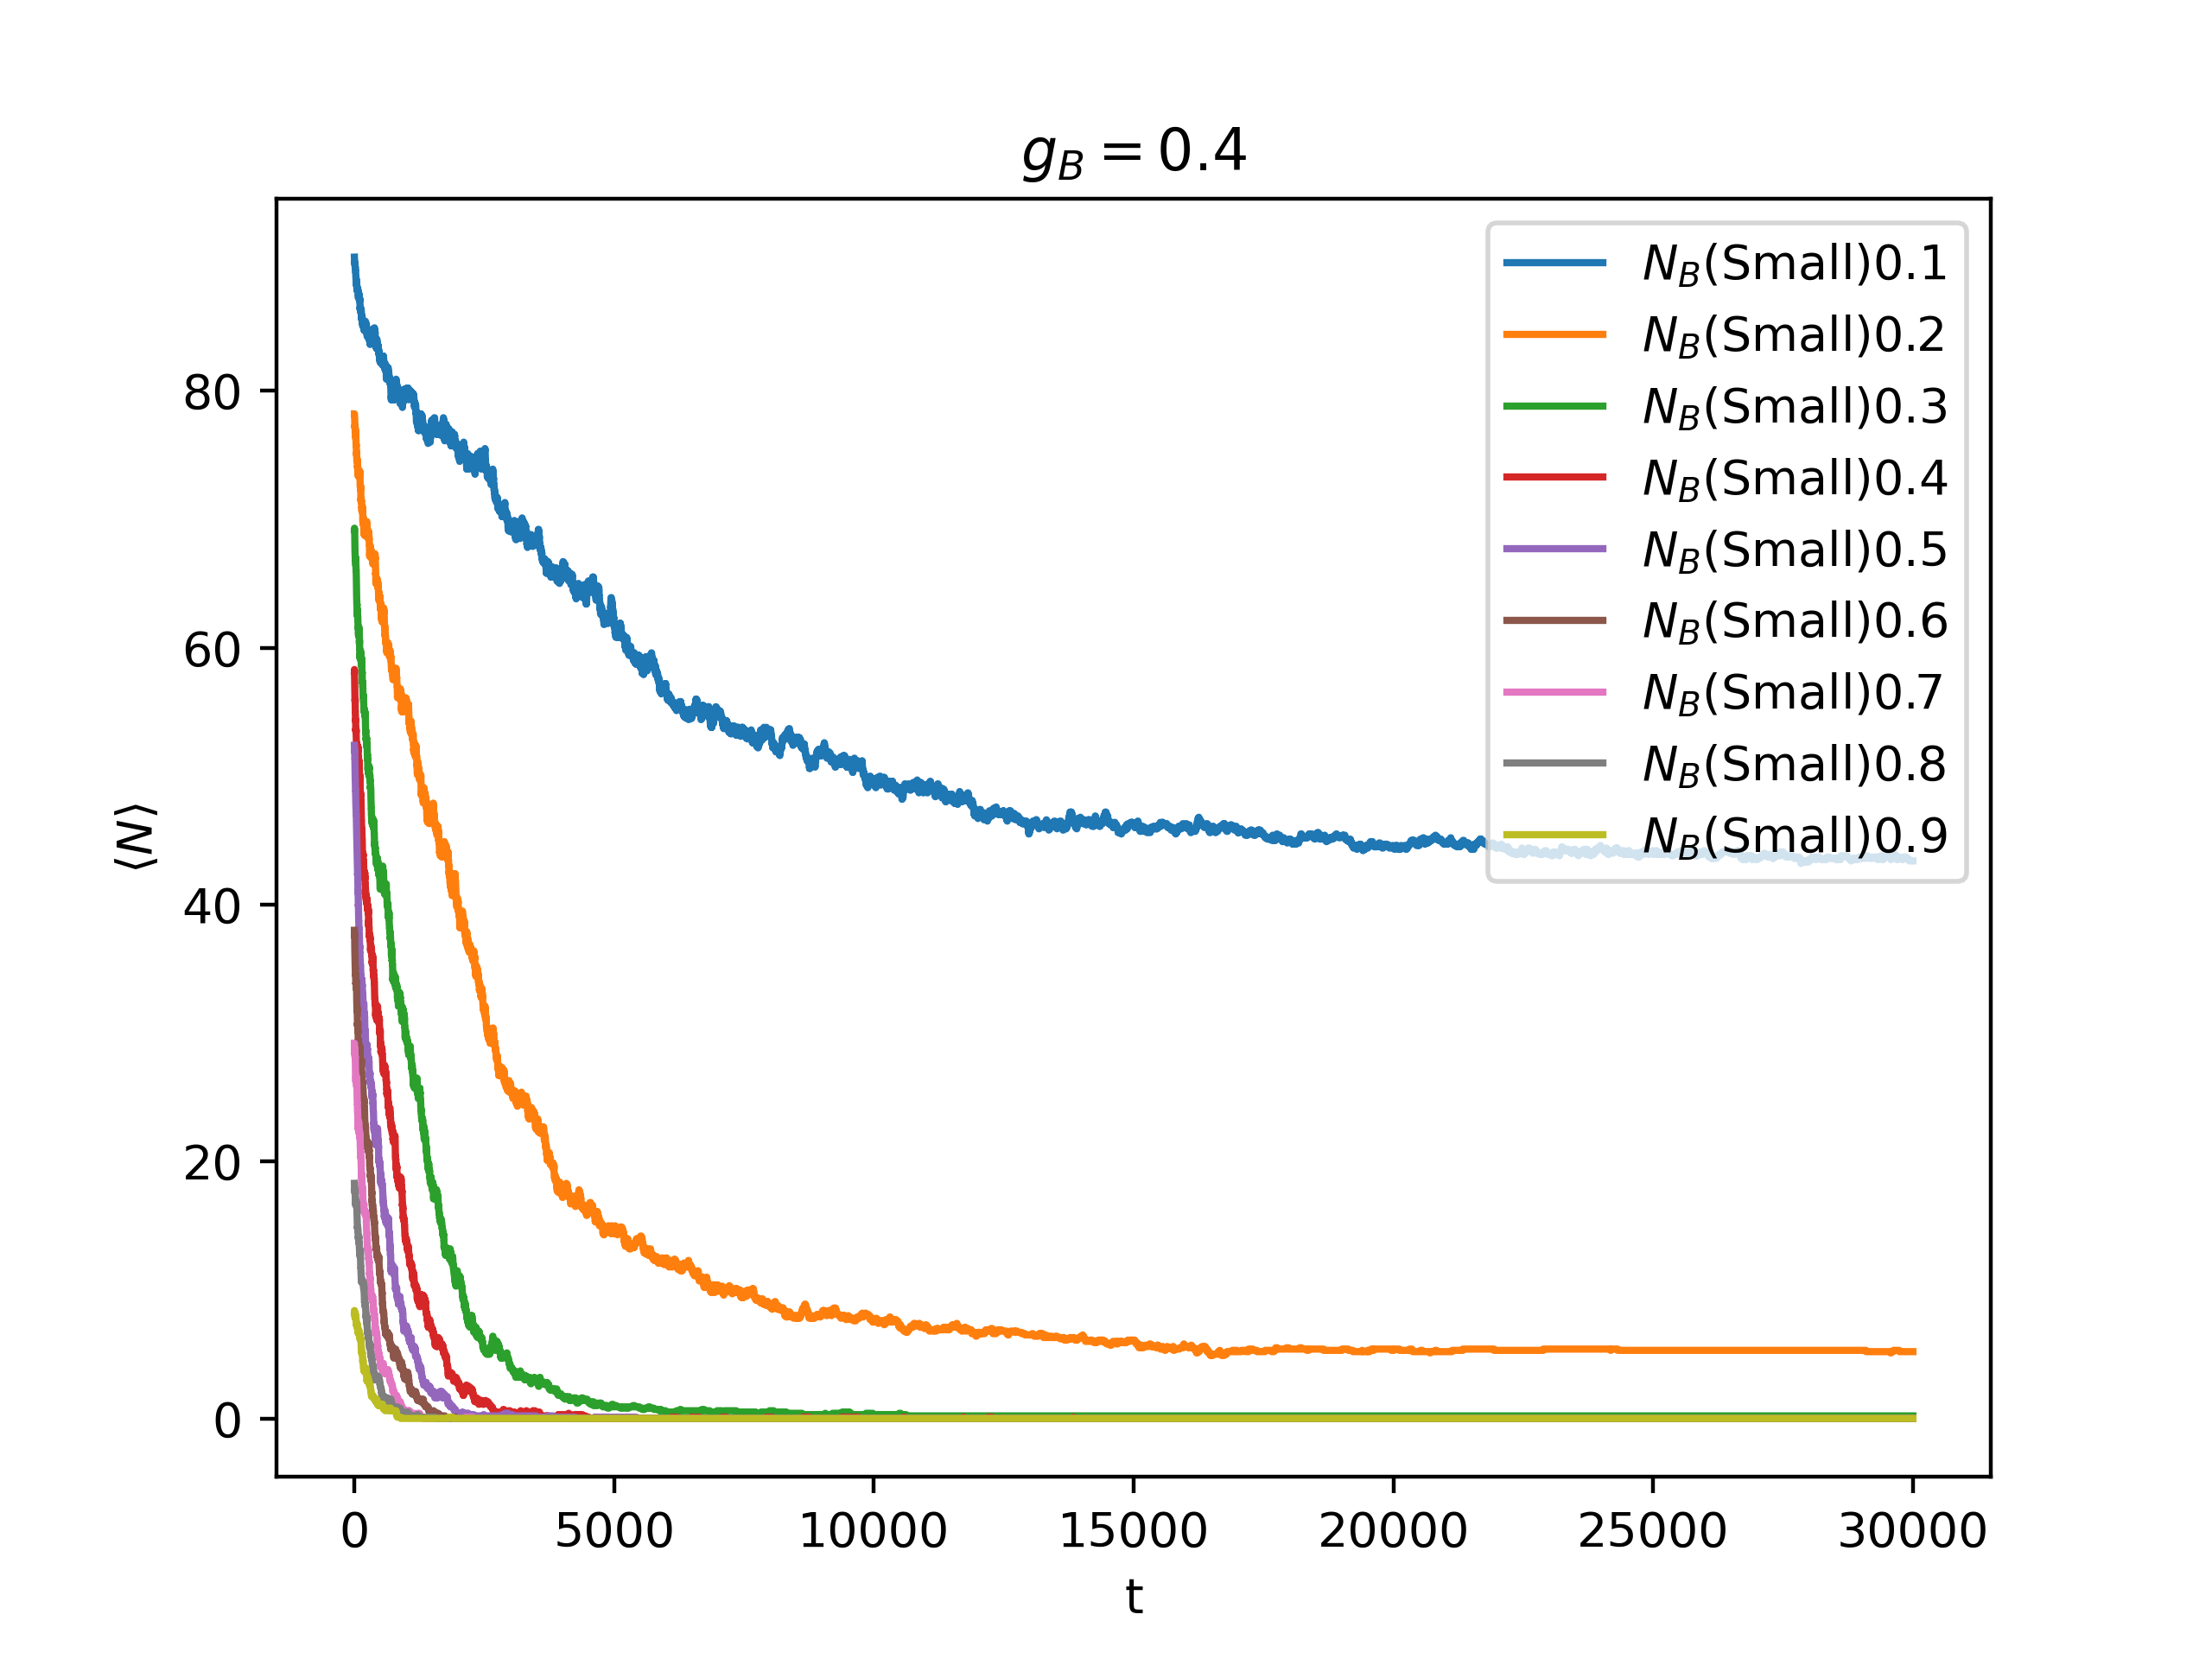 g_B = 0.4
N_B(Small)0.1
N_B(Small)0.2
N_B(Small)0.3
N_B(Small)0.4
N_B(Small)0.5
N_B(Small)0.6
N_B(Small)0.7
N_B(Small)0.8
N_B(Small)0.9
⟨N⟩
80
60
40
20
0
0 5000 10000 15000 20000 25000 30000
t